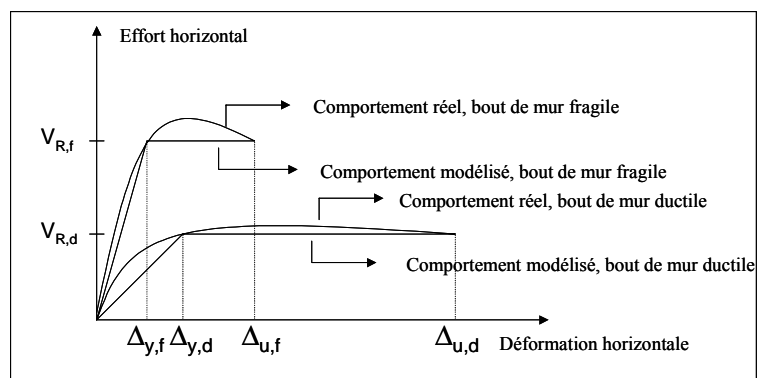 Effort horizontal
Comportement réel, bout de mur fragile
V_R,f
Comportement modélisé, bout de mur fragile
Comportement réel, bout de mur ductile
V_R,d
Comportement modélisé, bout de mur ductile
Δ_y,f Δ_y,d Δ_u,f Δ_u,d Déformation horizontale